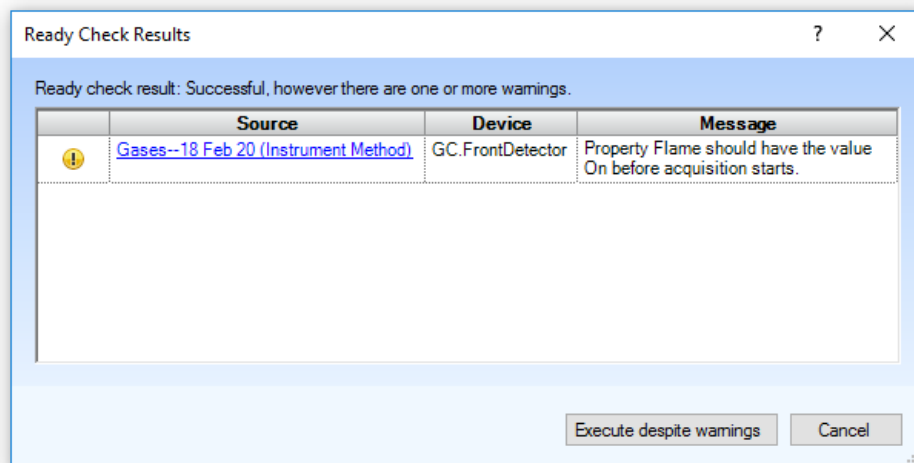 Ready Check Results
Ready check result: Successful, however there are one or more warnings.
Source Device Message
Gases--18 Feb 20 (Instrument Method) GC.FrontDetector Property Flame should have the value
On before acquisition starts.
Execute despite warnings Cancel